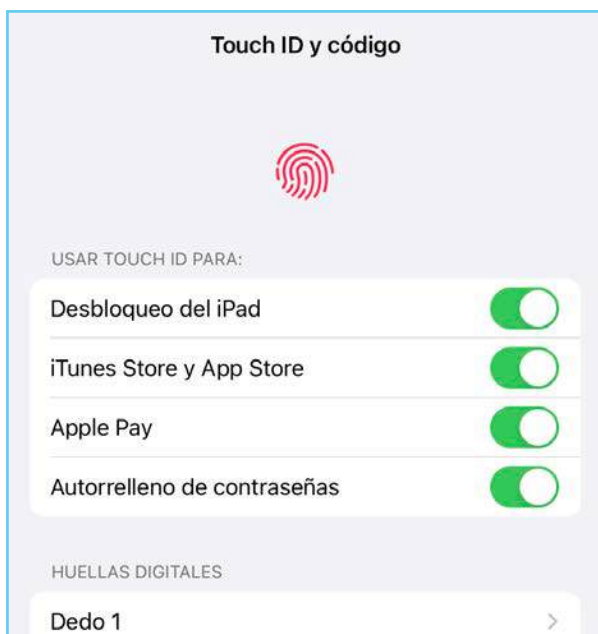 Touch ID y código
USAR TOUCH ID PARA:
Desbloqueo del iPad
iTunes Store y App Store
Apple Pay
Autorrelleno de contraseñas
HUELLAS DIGITALES
Dedo 1